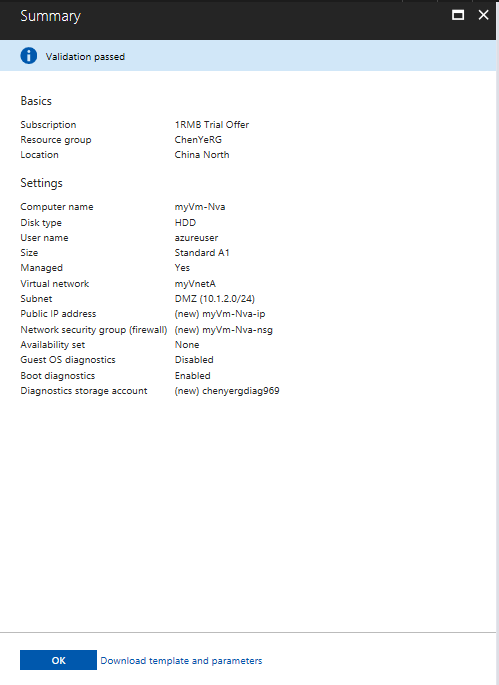 Summary
Validation passed
Basics
Subscription 1RMB Trial Offer
Resource group ChenYeRG
Location China North
Settings
Computer name myVm-Nva
Disk type HDD
User name azureuser
Size Standard A1
Managed Yes
Virtual network myVnetA
Subnet DMZ (10.1.2.0/24)
Public IP address (new) myVm-Nva-ip
Network security group (firewall) (new) myVm-Nva-nsg
Availability set None
Guest OS diagnostics Disabled
Boot diagnostics Enabled
Diagnostics storage account (new) chenyergdiag969
OK Download template and parameters